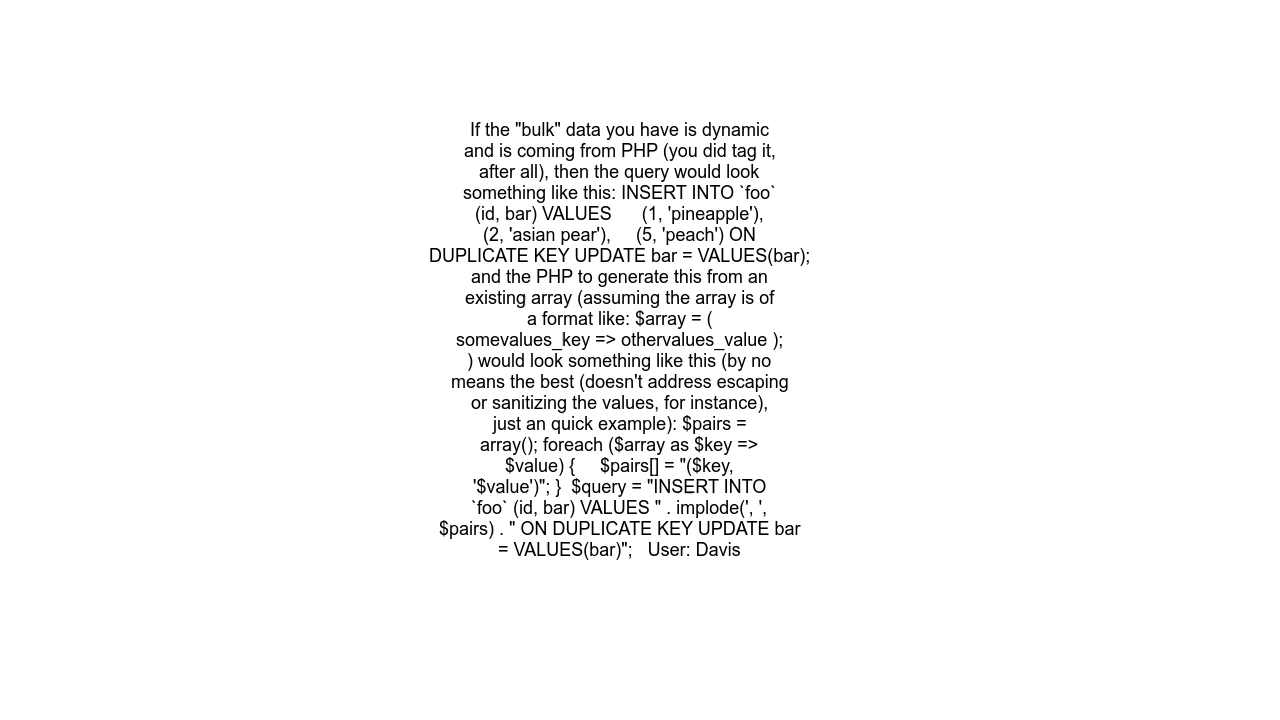 If the "bulk" data you have is dynamic
and is coming from PHP (you did tag it,
after all), then the query would look
something like this: INSERT INTO `foo`
(id, bar) VALUES      (1, 'pineapple'),
(2, 'asian pear'),     (5, 'peach') ON
DUPLICATE KEY UPDATE bar = VALUES(bar);
and the PHP to generate this from an
existing array (assuming the array is of
a format like: $array = (
somevalues_key => othervalues_value );
) would look something like this (by no
means the best (doesn't address escaping
or sanitizing the values, for instance),
just an quick example): $pairs =
array(); foreach ($array as $key =>
$value) {     $pairs[] = "($key,
'$value')"; }  $query = "INSERT INTO
`foo` (id, bar) VALUES " . implode(', ',
$pairs) . " ON DUPLICATE KEY UPDATE bar
= VALUES(bar)";   User: Davis